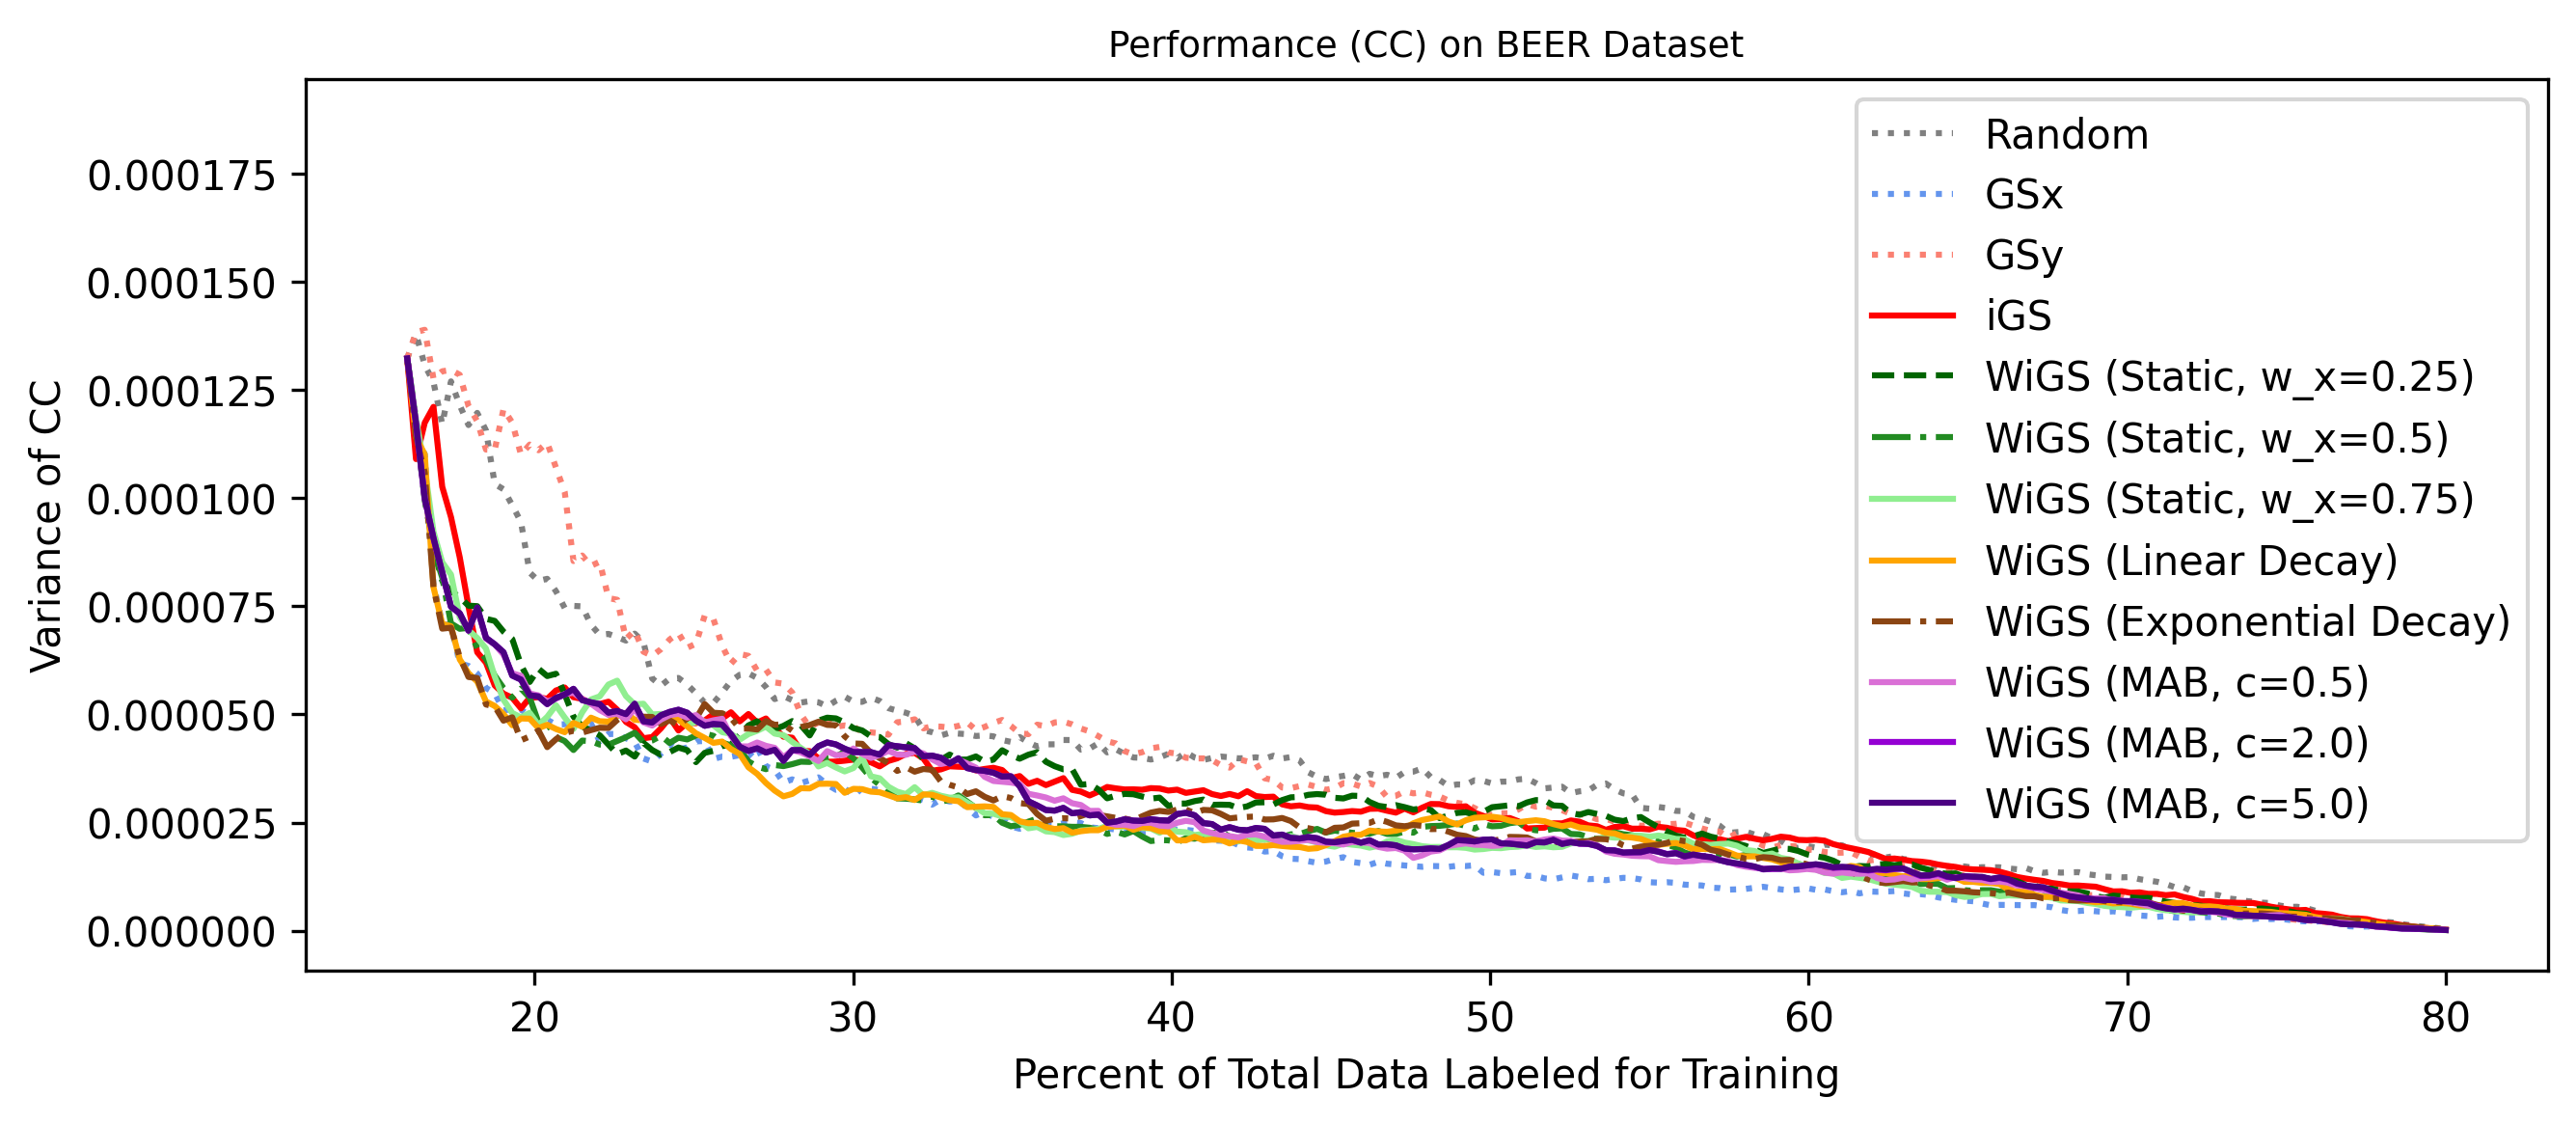 Performance (CC) on BEER Dataset
Variance of CC
0.000175
0.000150
0.000125
0.000100
0.000075
0.000050
0.000025
0.000000
Random
GSx
GSy
iGS
WiGS (Static, w_x=0.25)
WiGS (Static, w_x=0.5)
WiGS (Static, w_x=0.75)
WiGS (Linear Decay)
WiGS (Exponential Decay)
WiGS (MAB, c=0.5)
WiGS (MAB, c=2.0)
WiGS (MAB, c=5.0)
20 30 40 50 60 70 80
Percent of Total Data Labeled for Training